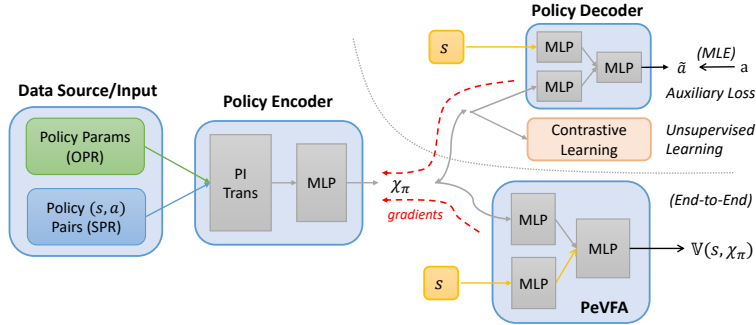 Data Source/Input
Policy Params
(OPR)
Policy (s, a)
Pairs (SPR)
Policy Encoder
PI
Trans
MLP
χπ
gradients
Policy Decoder
s
MLP
MLP
MLP
ã
(MLE)
a
Auxiliary Loss
Contrastive
Learning
Unsupervised
Learning
(End-to-End)
MLP
s
MLP
MLP
𝕍(s, χπ)
PeVFA